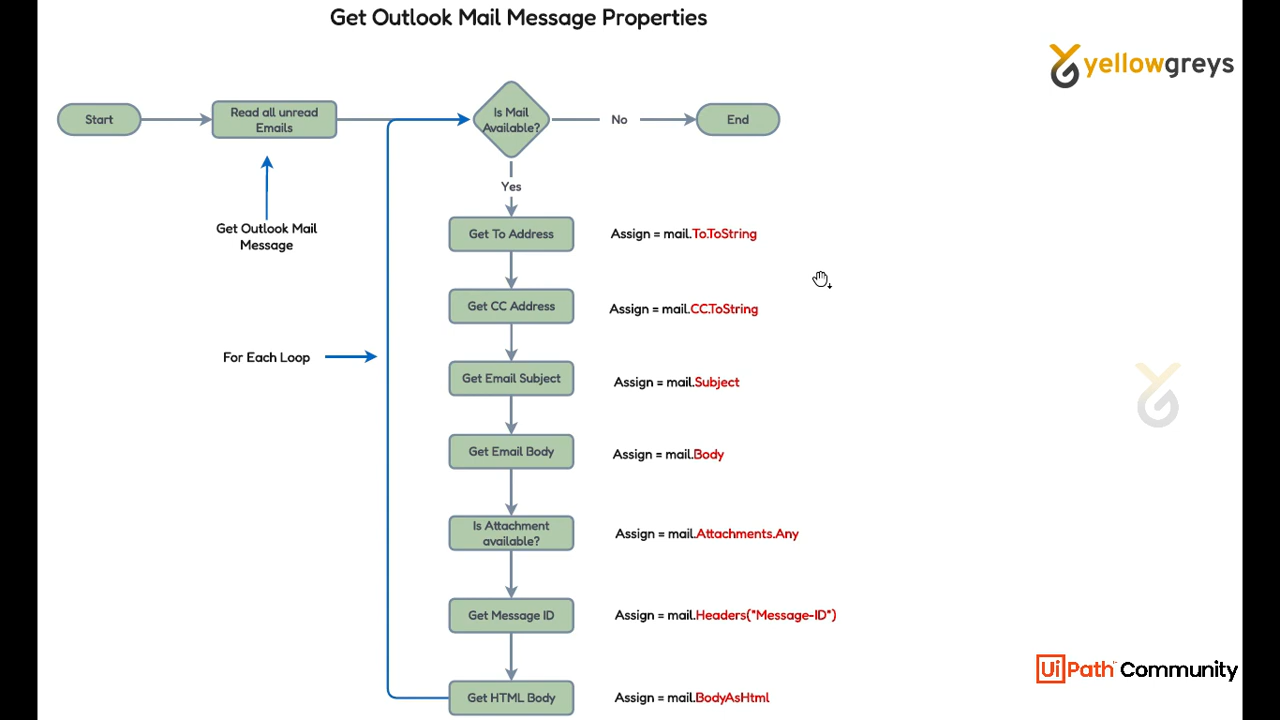 Get Outlook Mail Message Properties
yellowgreys
Start
Read all unread
Emails
Is Mail
Available?
No
End
Yes
Get Outlook Mail
Message
Get To Address
Assign = mail.To.ToString
Get CC Address
Assign = mail.CC.ToString
For Each Loop
Get Email Subject
Assign = mail.Subject
Get Email Body
Assign = mail.Body
Is Attachment
available?
Assign = mail.Attachments.Any
Get Message ID
Assign = mail.Headers("Message-ID")
UiPath™ Community
Get HTML Body
Assign = mail.BodyAsHtml